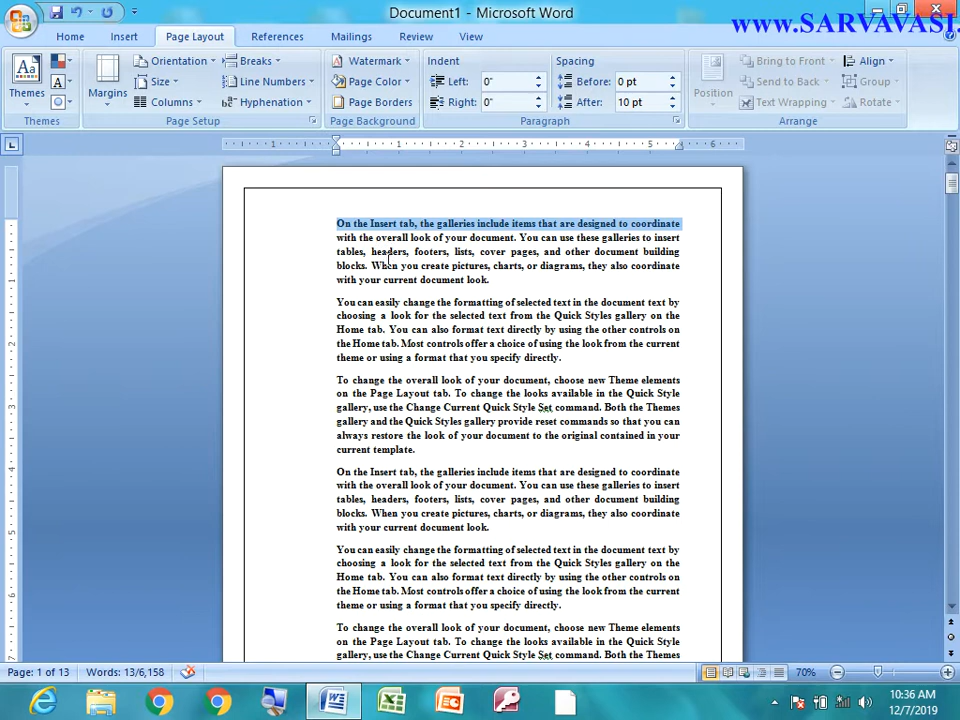 Document1 - Microsoft Word
www.SARVAVASI.
Home Insert Page Layout References Mailings Review View
Themes
Themes
Margins
Orientation
Size
Columns
Breaks
Line Numbers
Hyphenation
Page Setup
Watermark
Page Color
Page Borders
Page Background
Indent
Left: 0"
Right: 0"
Spacing
Before: 0 pt
After: 10 pt
Paragraph
Position
Bring to Front
Send to Back
Text Wrapping
Align
Group
Rotate
Arrange
1 1 2 3 4 5 6
On the Insert tab, the galleries include items that are designed to coordinate
with the overall look of your document. You can use these galleries to insert
tables, headers, footers, lists, cover pages, and other document building
blocks. When you create pictures, charts, or diagrams, they also coordinate
with your current document look.
You can easily change the formatting of selected text in the document text by
choosing a look for the selected text from the Quick Styles gallery on the
Home tab. You can also format text directly by using the other controls on
the Home tab. Most controls offer a choice of using the look from the current
theme or using a format that you specify directly.
To change the overall look of your document, choose new Theme elements
on the Page Layout tab. To change the looks available in the Quick Style
gallery, use the Change Current Quick Style Set command. Both the Themes
gallery and the Quick Styles gallery provide reset commands so that you can
always restore the look of your document to the original contained in your
current template.
On the Insert tab, the galleries include items that are designed to coordinate
with the overall look of your document. You can use these galleries to insert
tables, headers, footers, lists, cover pages, and other document building
blocks. When you create pictures, charts, or diagrams, they also coordinate
with your current document look.
You can easily change the formatting of selected text in the document text by
choosing a look for the selected text from the Quick Styles gallery on the
Home tab. You can also format text directly by using the other controls on
the Home tab. Most controls offer a choice of using the look from the current
theme or using a format that you specify directly.
To change the overall look of your document, choose new Theme elements
on the Page Layout tab. To change the looks available in the Quick Style
gallery, use the Change Current Quick Style Set command. Both the Themes
Page: 1 of 13 Words: 13/6,158 70%
10:36 AM
12/7/2019